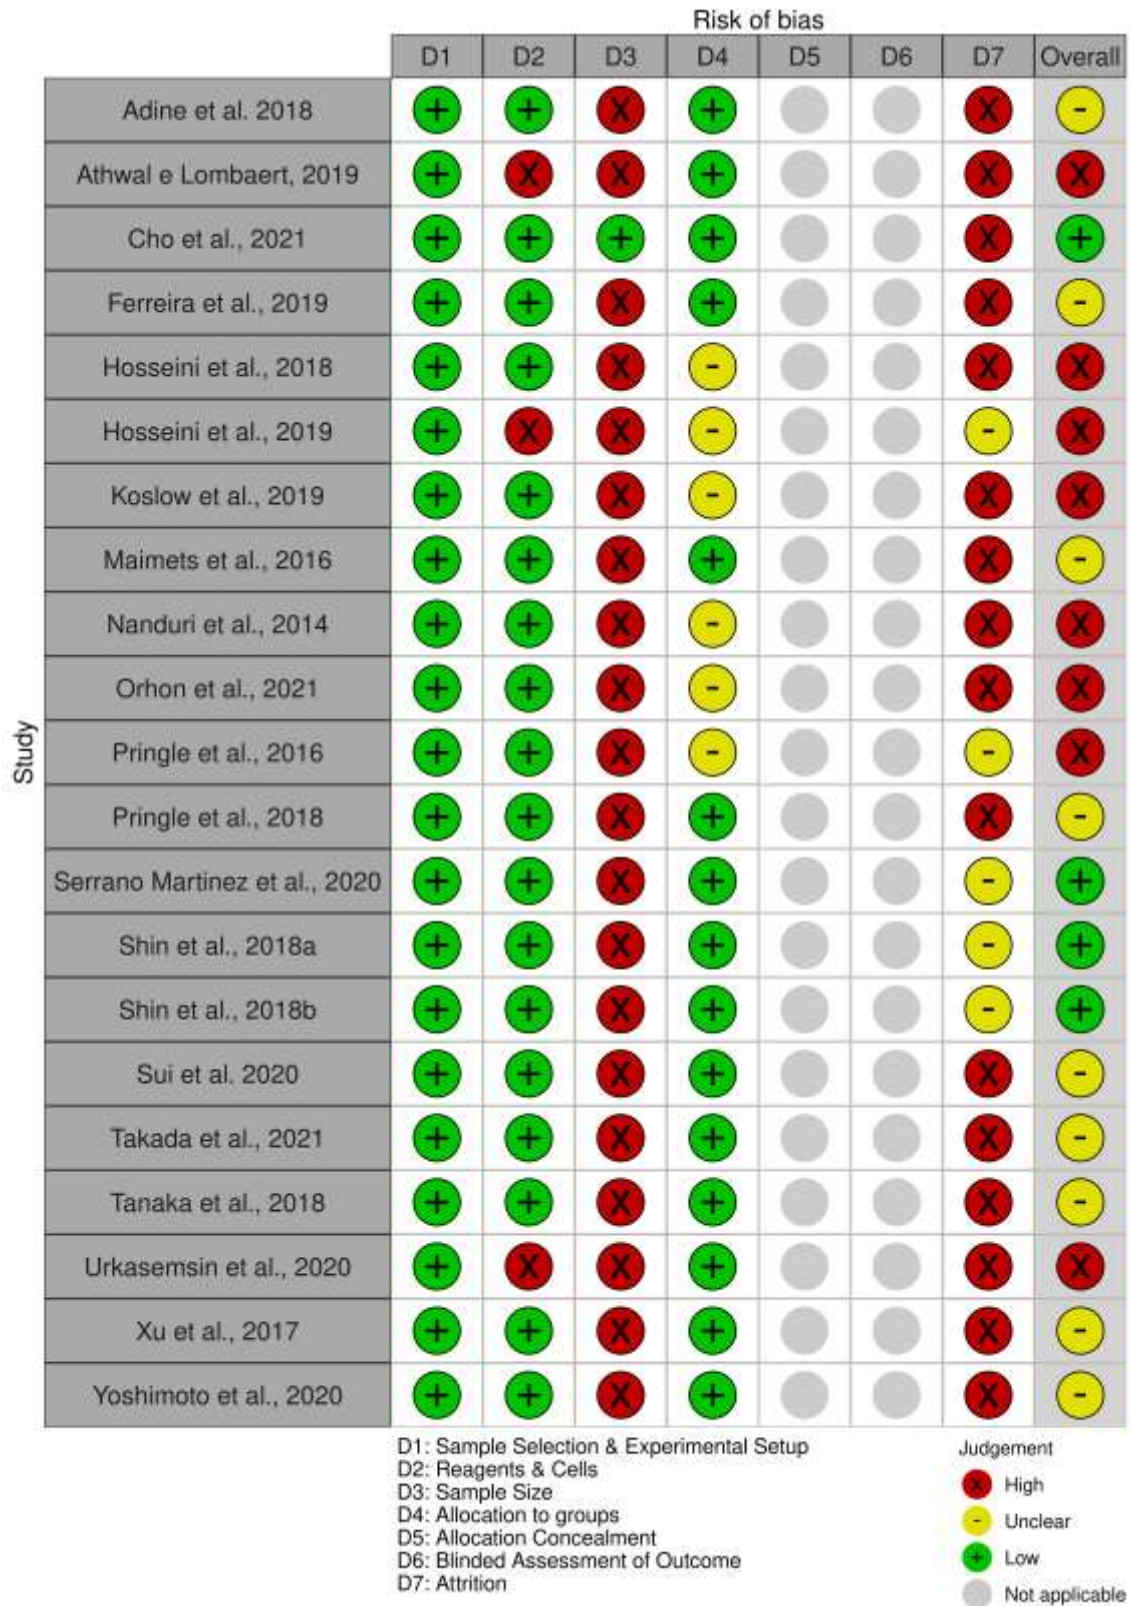 Risk of bias
D1 D2 D3 D4 D5 D6 D7 Overall
Study
Adine et al. 2018 + + X + X -
Athwal e Lombaert, 2019 + X X + X X
Cho et al., 2021 + + + + X +
Ferreira et al., 2019 + + X + X -
Hosseini et al., 2018 + + X - X X
Hosseini et al., 2019 + X X - - X
Koslow et al., 2019 + + X - X X
Maimets et al., 2016 + + X + X -
Nanduri et al., 2014 + + X - X X
Orhon et al., 2021 + + X - X X
Pringle et al., 2016 + + X - - X
Pringle et al., 2018 + + X + X -
Serrano Martinez et al., 2020 + + X + - +
Shin et al., 2018a + + X + - +
Shin et al., 2018b + + X + - +
Sui et al. 2020 + + X + X -
Takada et al., 2021 + + X + X -
Tanaka et al., 2018 + + X + X -
Urkasemsin et al., 2020 + X X + X X
Xu et al., 2017 + + X + X -
Yoshimoto et al., 2020 + + X + X -
D1: Sample Selection & Experimental Setup
D2: Reagents & Cells
D3: Sample Size
D4: Allocation to groups
D5: Allocation Concealment
D6: Blinded Assessment of Outcome
D7: Attrition
Judgement
X High
- Unclear
+ Low
Not applicable